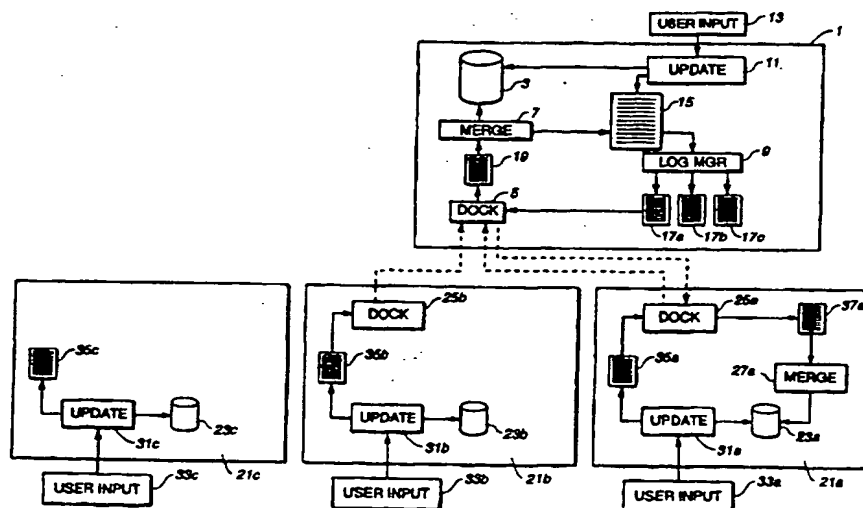 USER INPUT 13
1
UPDATE 11
3
15
7
MERGE
19
LOG MGR 9
5
DOCK
17a 17b 17c
DOCK 25b
DOCK 25a
37a
35c
35b
35a
27a
MERGE
UPDATE
31c
23c
UPDATE
31b
23b
UPDATE
31a
23a
USER INPUT 33c
21c
USER INPUT 33b
21b
USER INPUT 33a
21a